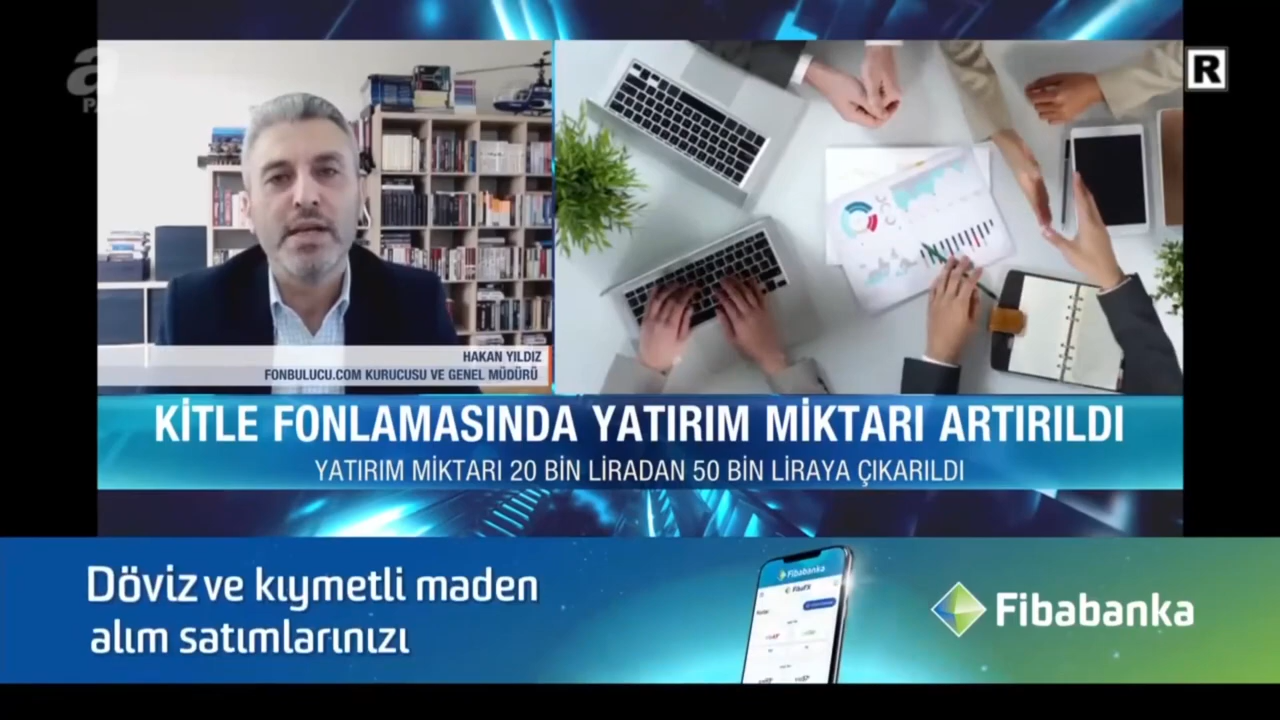 a
R
HAKAN YILDIZ
FONBULUCU.COM KURUCUSU VE GENEL MÜDÜRÜ
KİTLE FONLAMASINDA YATIRIM MİKTARI ARTIRILDI
YATIRIM MİKTARI 20 BİN LİRADAN 50 BİN LİRAYA ÇIKARILDI
Döviz ve kıymetli maden
alım satımlarınızı
Fibabanka
Fibabanka